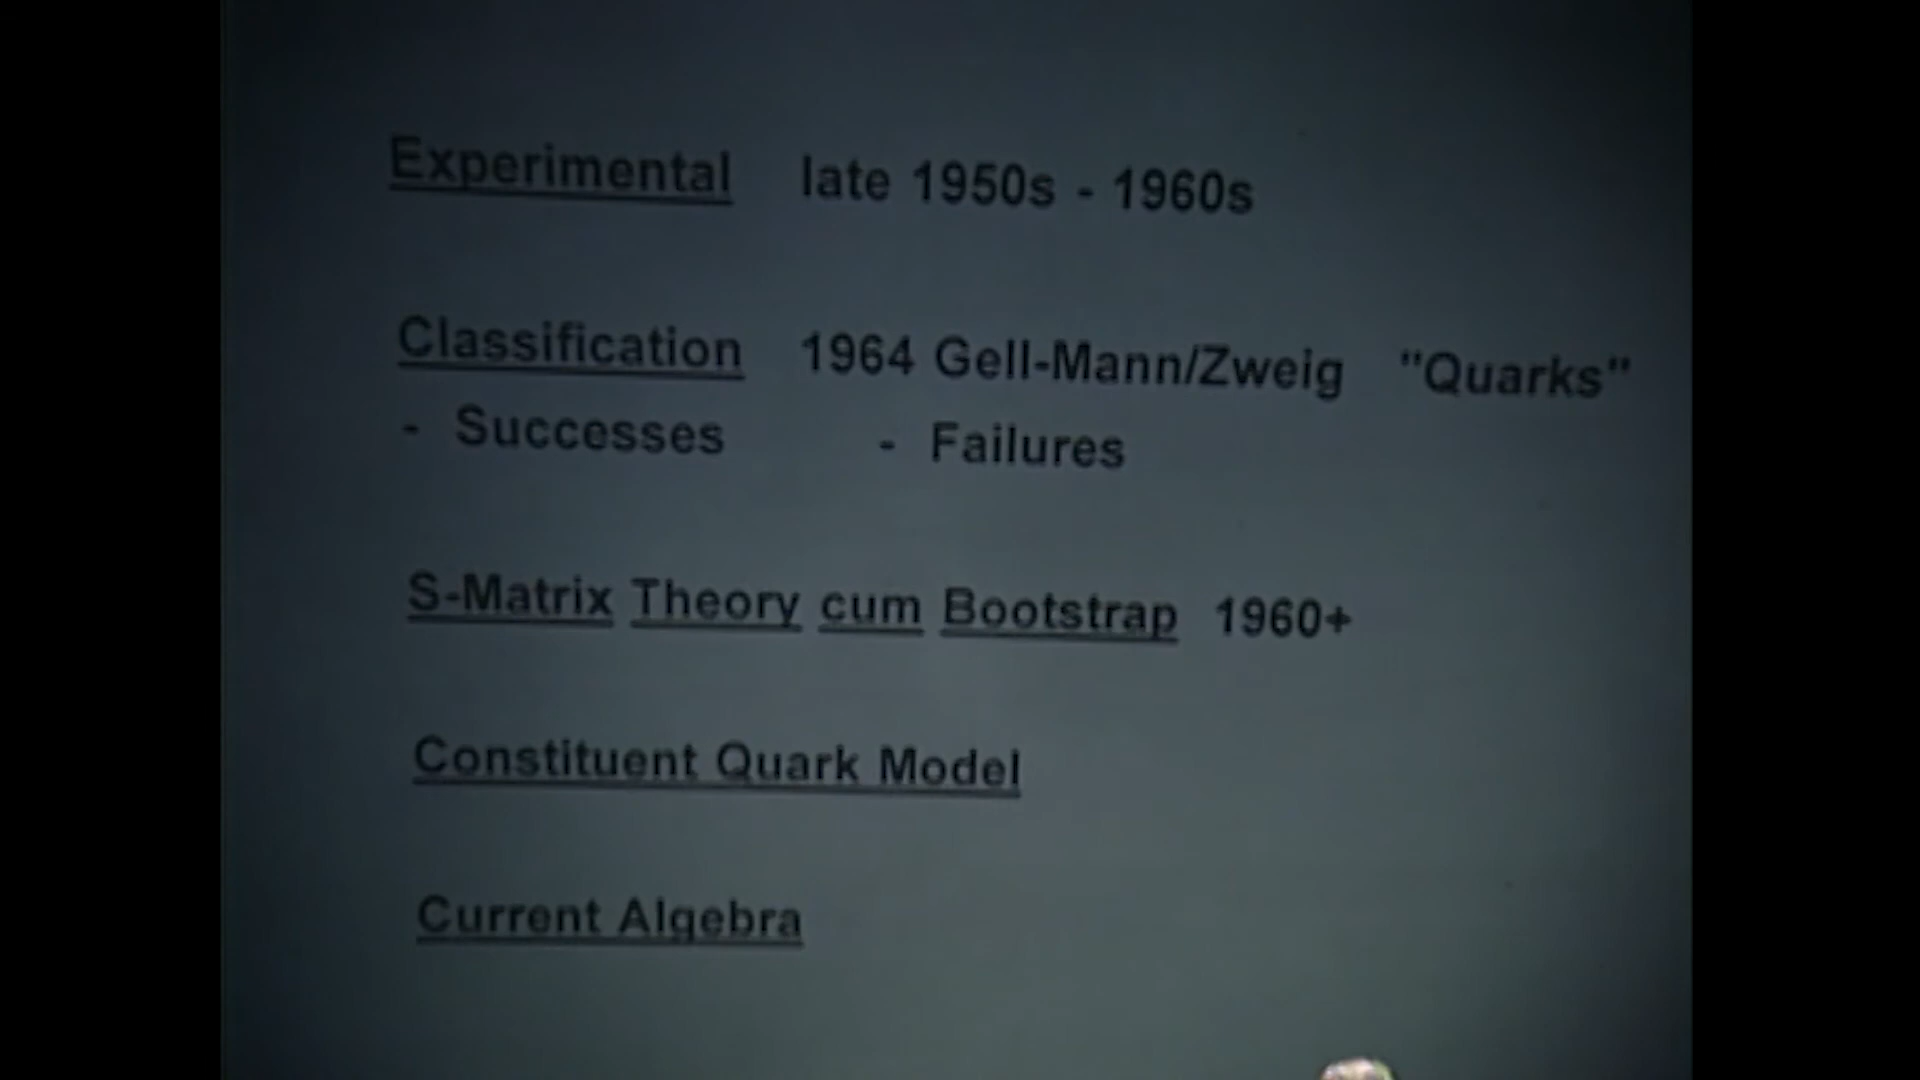 Experimental late 1950s - 1960s
Classification 1964 Gell-Mann/Zweig "Quarks"
- Successes - Failures
S-Matrix Theory cum Bootstrap 1960+
Constituent Quark Model
Current Algebra